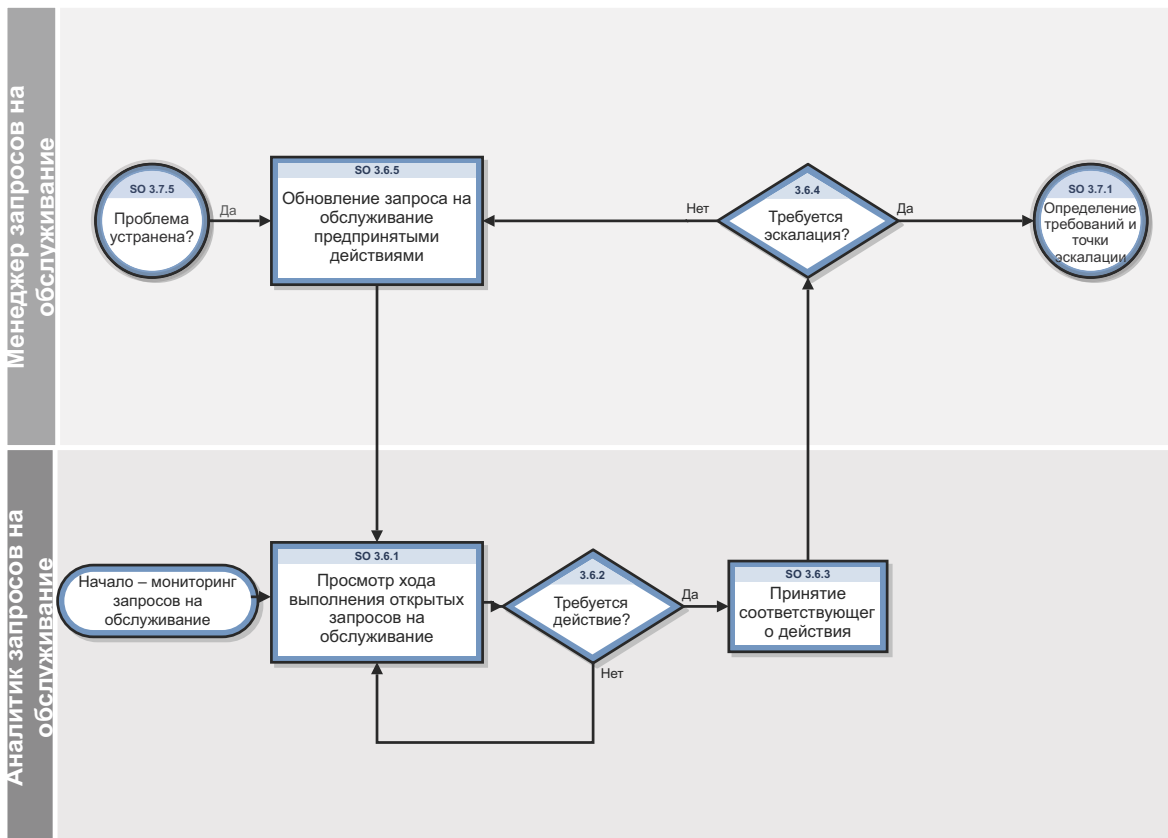 Менеджер запросов на
обслуживание
SO 3.7.5
Проблема
устранена?
Да
SO 3.6.5
Обновление запроса на
обслуживание
предпринятыми
действиями
Нет
3.6.4
Требуется
эскалация?
Да
SO 3.7.1
Определение
требований и
точки
эскалации
Аналитик запросов на
обслуживание
Начало – мониторинг
запросов на
обслуживание
SO 3.6.1
Просмотр хода
выполнения открытых
запросов на
обслуживание
3.6.2
Требуется
действие?
Да
Нет
SO 3.6.3
Принятие
соответствующег
о действия